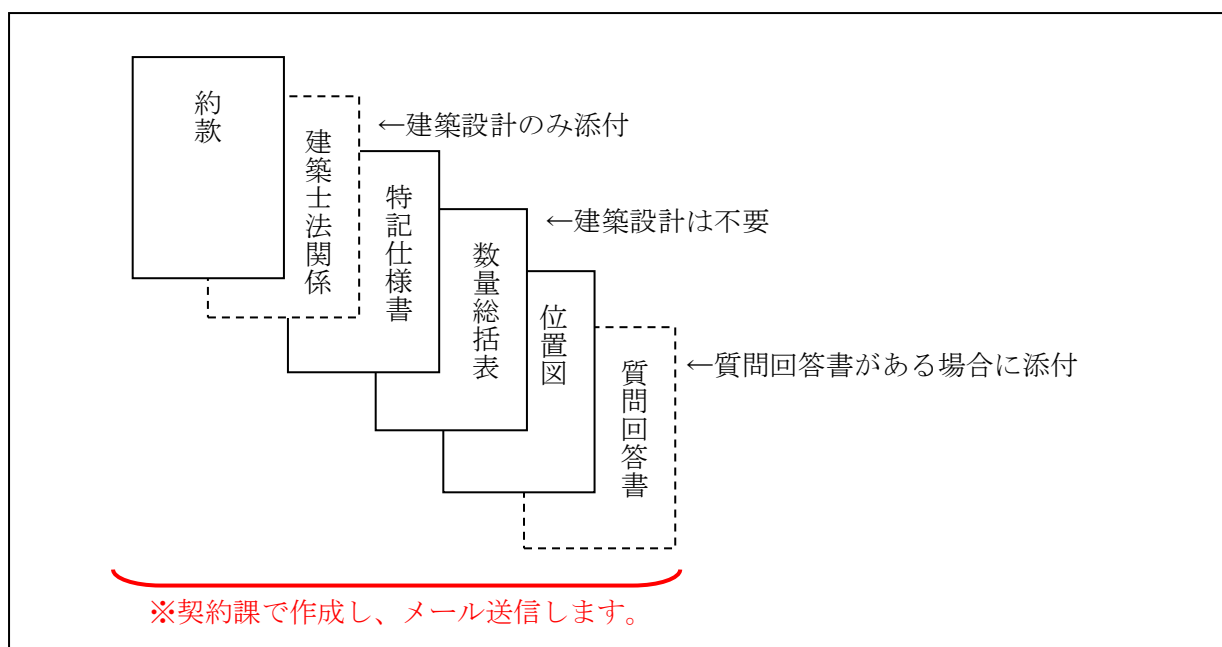 約款
建築士法関係
←建築設計のみ添付
特記仕様書
数量総括表
←建築設計は不要
位置図
質問回答書
←質問回答書がある場合に添付
※契約課で作成し、メール送信します。